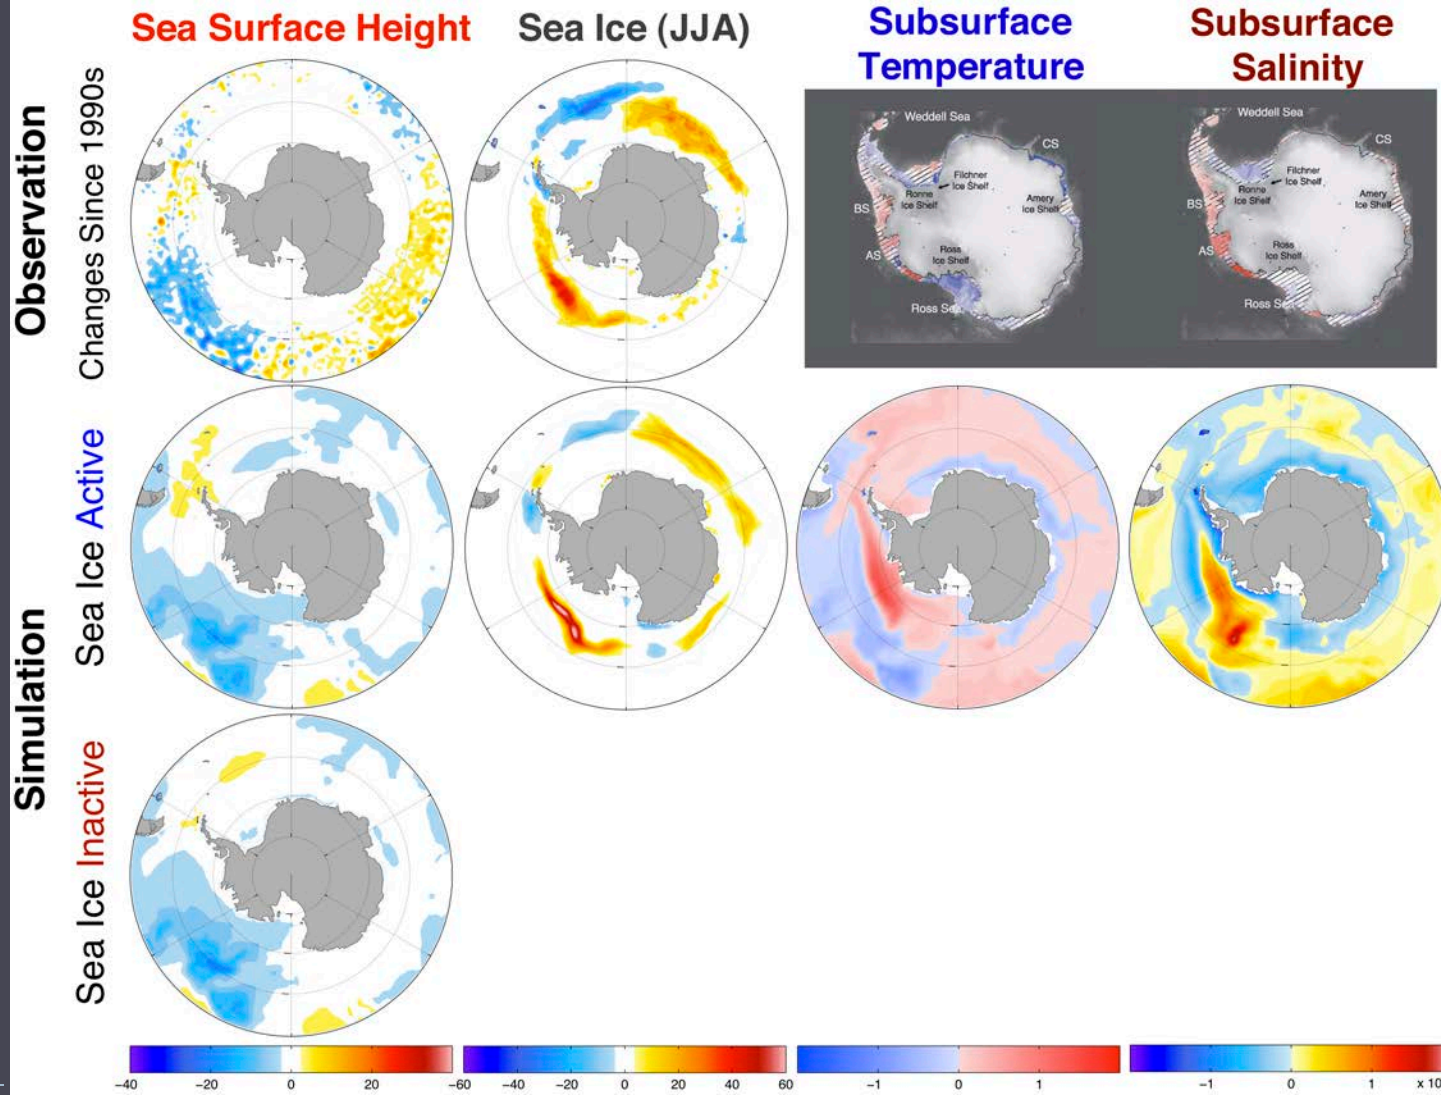 Sea Surface Height
Sea Ice (JJA)
Subsurface
Temperature
Subsurface
Salinity
Observation
Changes Since 1990s
Weddell Sea
CS
Filchner
Ice Shelf
Ronne
Ice Shelf
Amery
Ice Shelf
BS
AS
Ross
Ice Shelf
Ross Sea
Weddell Sea
CS
Filchner
Ice Shelf
Ronne
Ice Shelf
Amery
Ice Shelf
BS
AS
Ross
Ice Shelf
Ross Sea
Simulation
Sea Ice Active
Sea Ice Inactive
−40 −20 0 20
−60 −40 −20 0 20 40 60
−1 0 1
−1 0 1 x 10